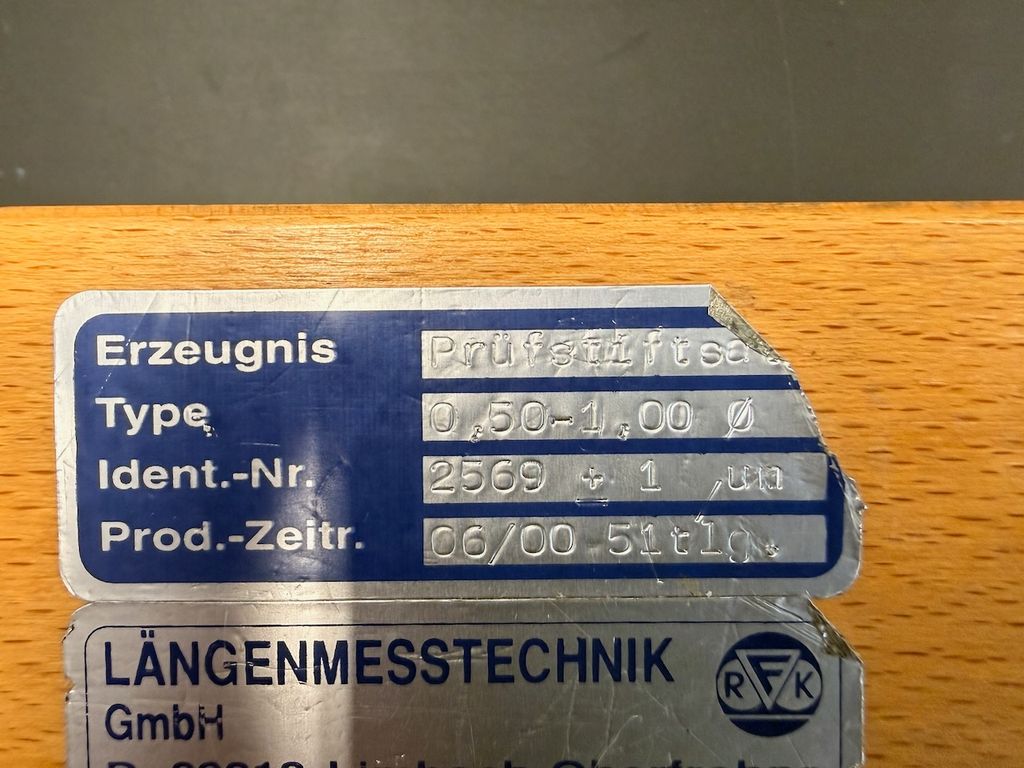 Erzeugnis Prüfstiftsa
Type 0,50-1,00 Ø
Ident.-Nr. 2569 ± 1 µm
Prod.-Zeitr. 06/00 51tlg.
LÄNGENMESSTECHNIK
GmbH
RFK